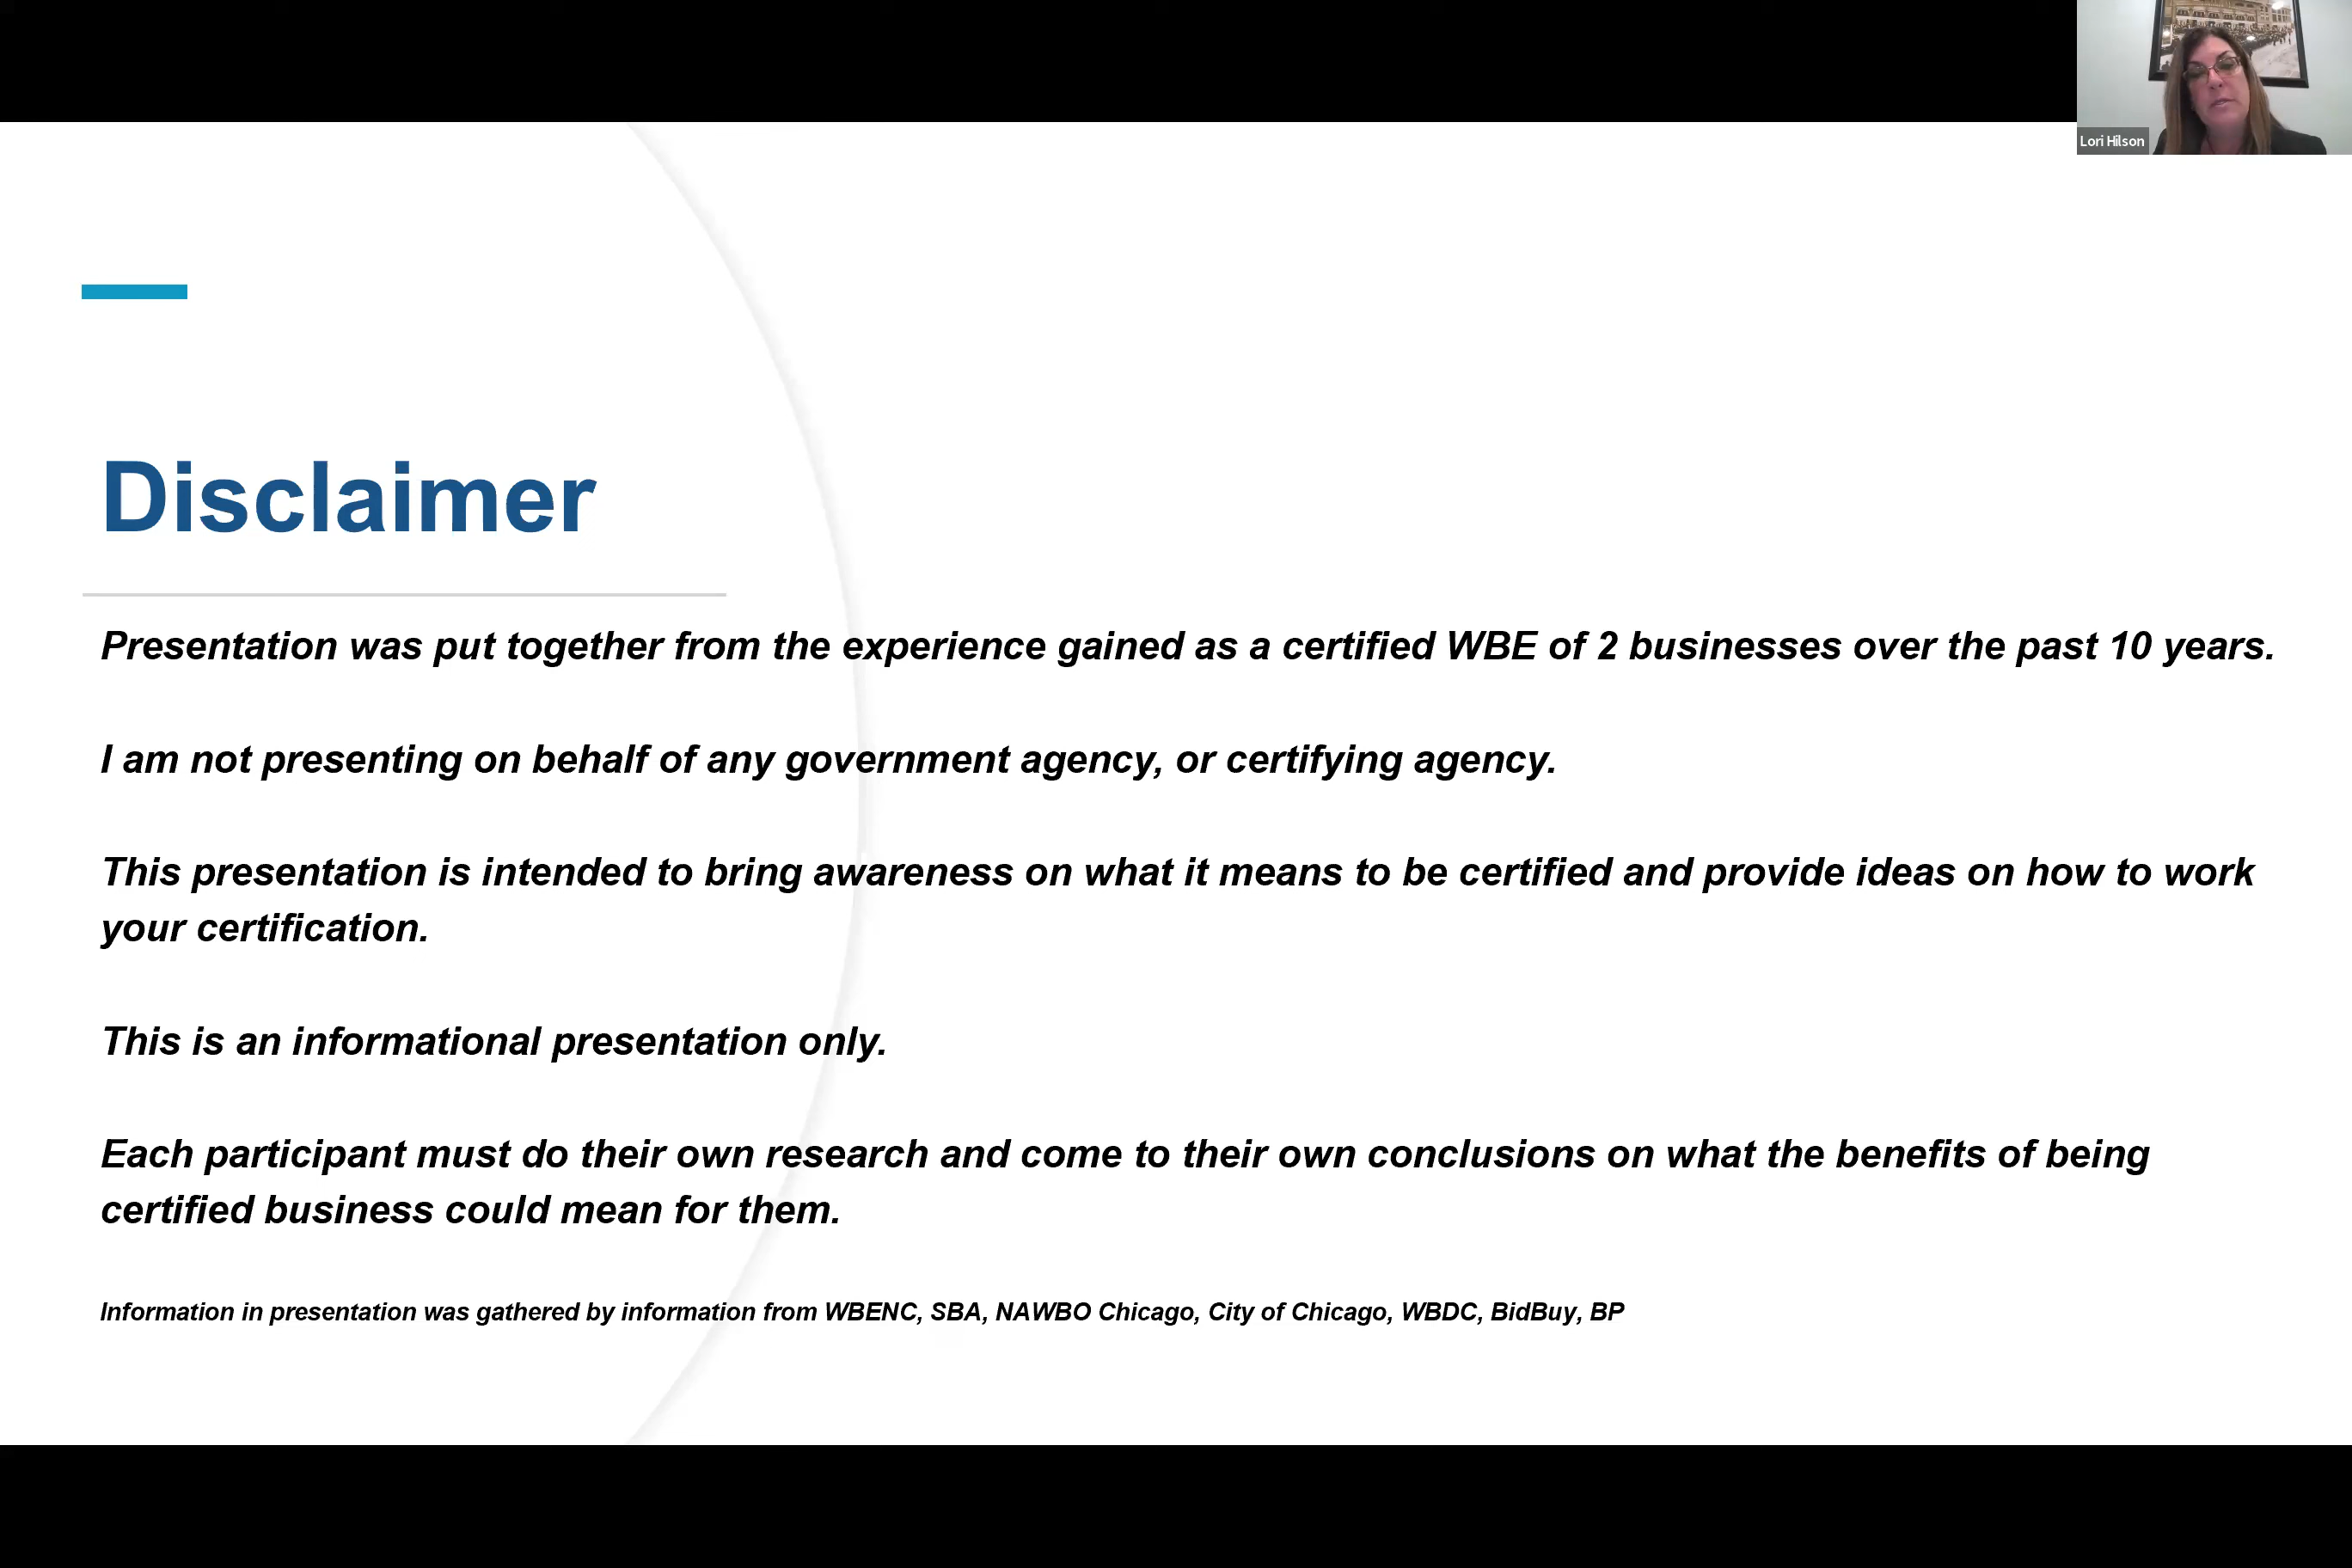 Lori Hilson
Disclaimer
Presentation was put together from the experience gained as a certified WBE of 2 businesses over the past 10 years.
I am not presenting on behalf of any government agency, or certifying agency.
This presentation is intended to bring awareness on what it means to be certified and provide ideas on how to work
your certification.
This is an informational presentation only.
Each participant must do their own research and come to their own conclusions on what the benefits of being
certified business could mean for them.
Information in presentation was gathered by information from WBENC, SBA, NAWBO Chicago, City of Chicago, WBDC, BidBuy, BP